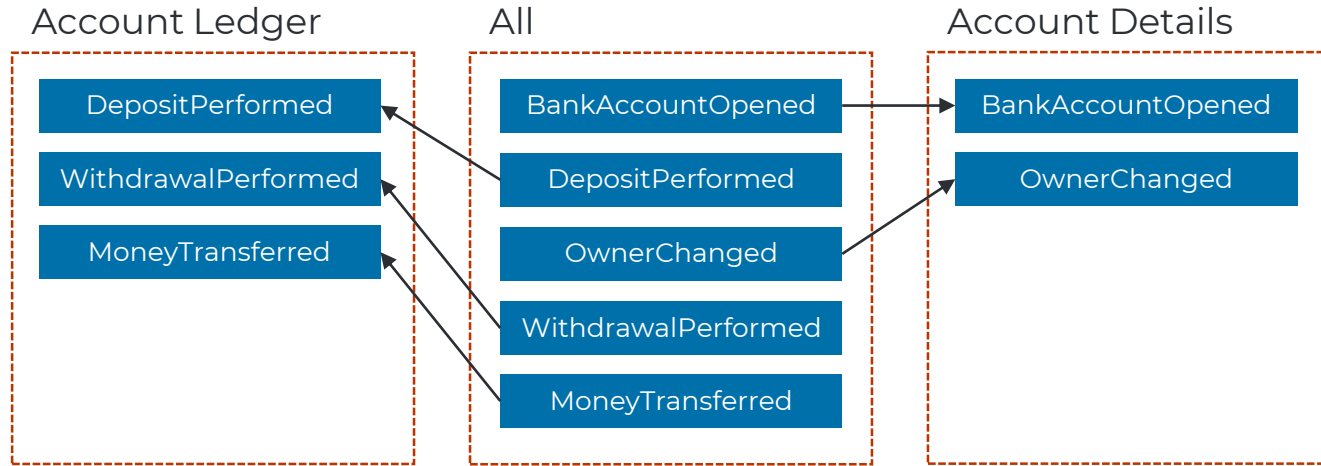 Account Ledger
DepositPerformed
WithdrawalPerformed
MoneyTransferred
All
BankAccountOpened
DepositPerformed
OwnerChanged
WithdrawalPerformed
MoneyTransferred
Account Details
BankAccountOpened
OwnerChanged